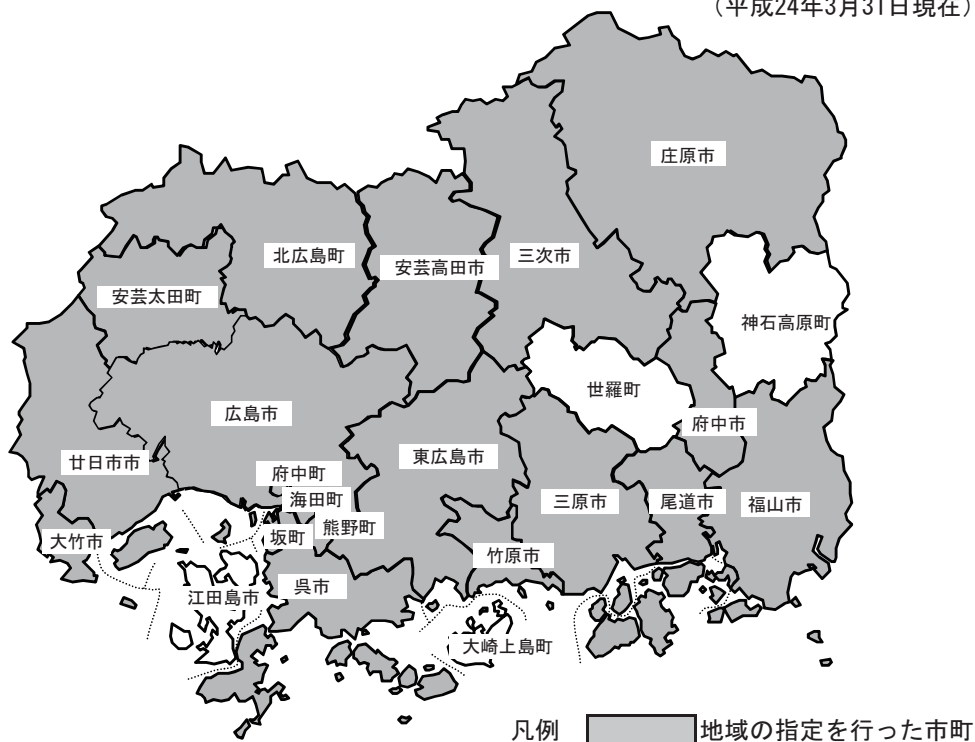 （平成24年3月31日現在）
庄原市
北広島町
安芸高田市
三次市
安芸太田町
神石高原町
世羅町
広島市
府中市
東広島市
廿日市市
府中町
海田町
三原市
尾道市
福山市
熊野町
坂町
大竹市
竹原市
呉市
江田島市
大崎上島町
凡例 地域の指定を行った市町